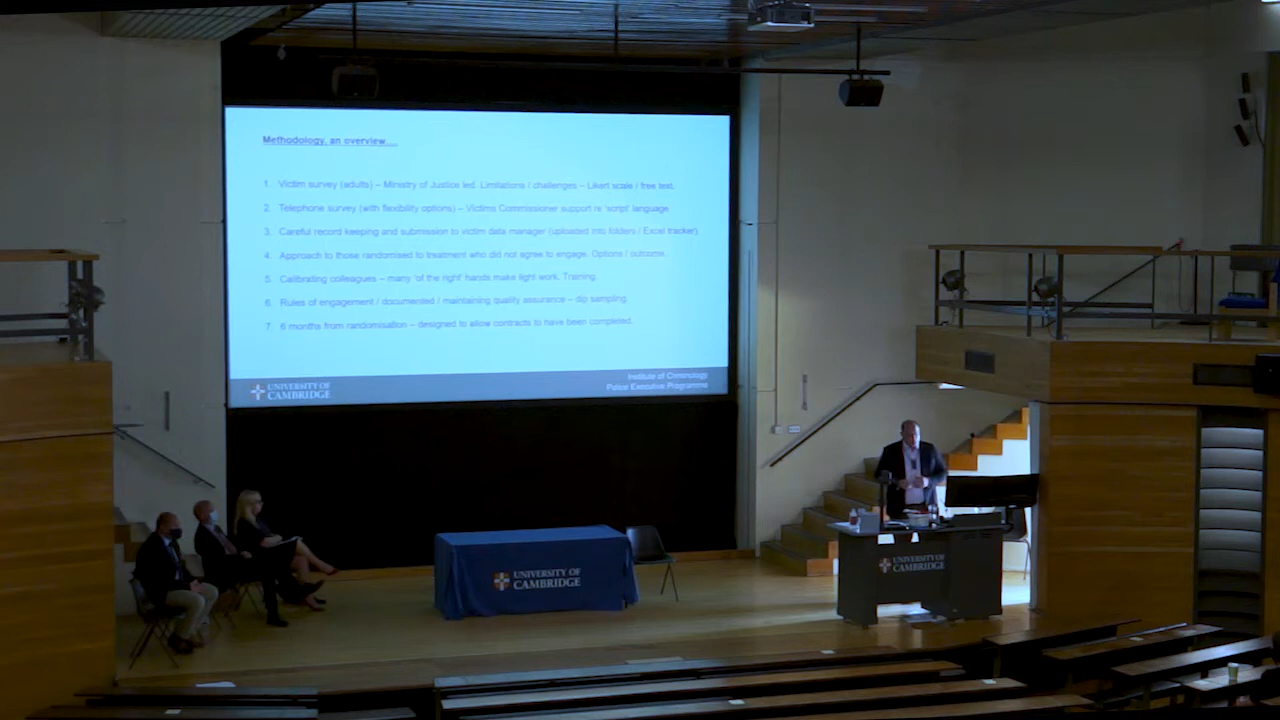 Methodology, an overview….
1. Victim survey (adults) – Ministry of Justice led. Limitations / challenges – Likert scale / free text.
2. Telephone survey (with flexibility options) – Victims Commissioner support re 'script' language
3. Careful record keeping and submission to victim data manager (uploaded into folders / Excel tracker).
4. Approach to those randomised to treatment who did not agree to engage. Options / outcome.
5. Calibrating colleagues – many 'of the right' hands make light work. Training.
6. Rules of engagement / documented / maintaining quality assurance – dip sampling.
7. 6 months from randomisation – designed to allow contracts to have been completed.
UNIVERSITY OF
CAMBRIDGE
Institute of Criminology
Police Executive Programme
UNIVERSITY OF
CAMBRIDGE
UNIVERSITY OF
CAMBRIDGE